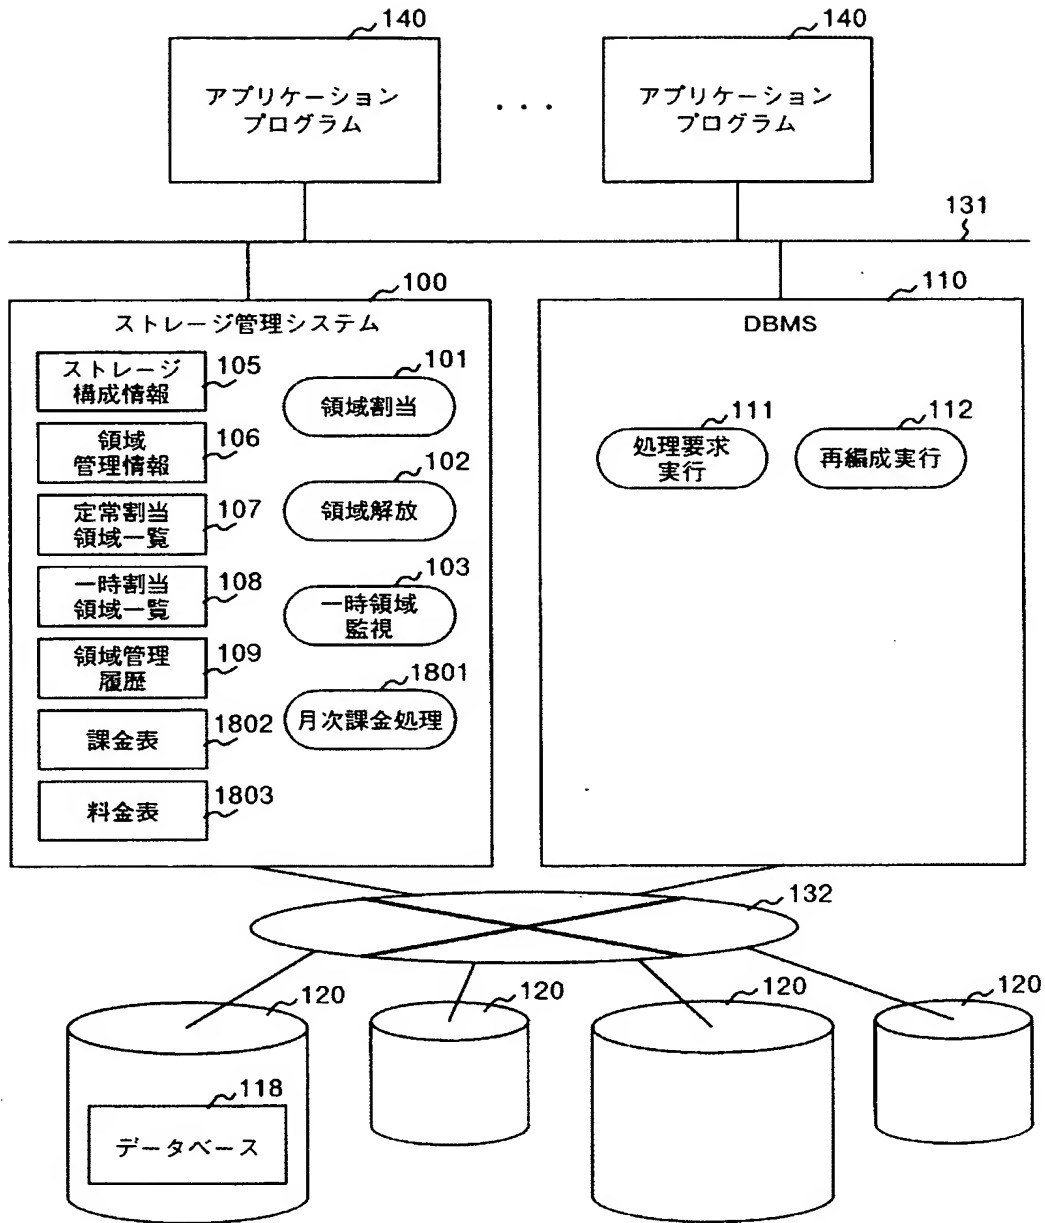 140
アプリケーション
プログラム
. . .
140
アプリケーション
プログラム
131
100
ストレージ管理システム
105
ストレージ
構成情報
106
領域
管理情報
107
定常割当
領域一覧
108
一時割当
領域一覧
109
領域管理
履歴
1802
課金表
1803
料金表
101
領域割当
102
領域解放
103
一時領域
監視
1801
月次課金処理
110
DBMS
111
処理要求
実行
112
再編成実行
132
120
118
データベース
120
120
120